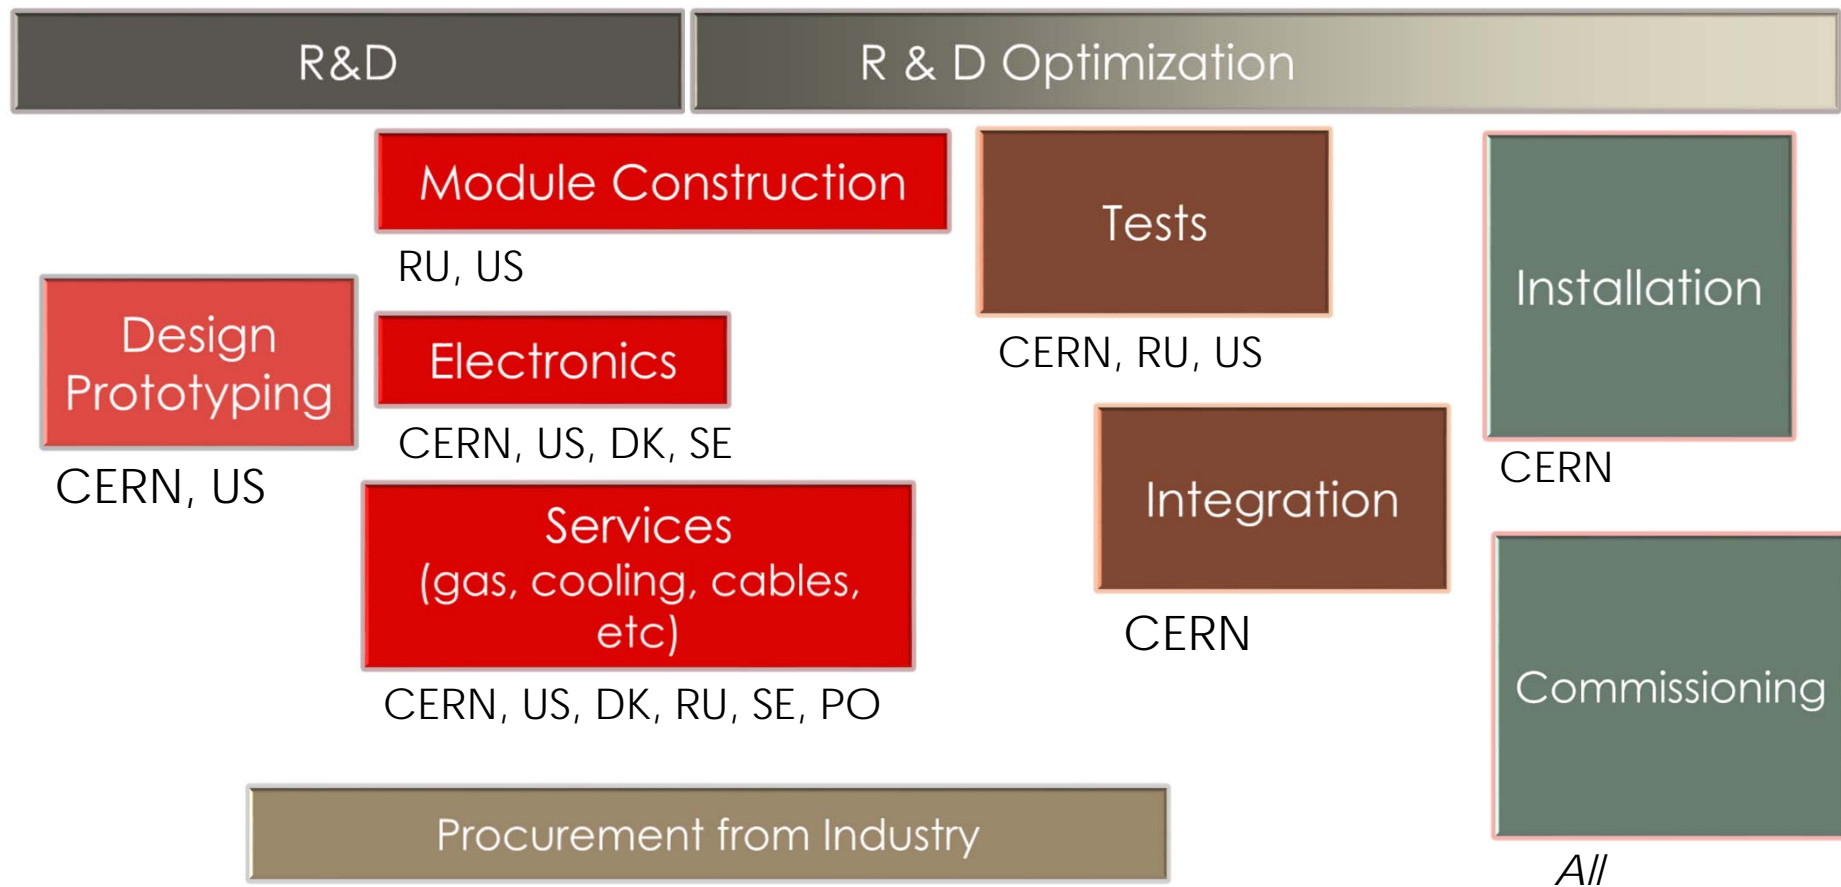 R&D
R & D Optimization
Module Construction
RU, US
Tests
CERN, RU, US
Installation
CERN
Design
Prototyping
CERN, US
Electronics
CERN, US, DK, SE
Integration
CERN
Services
(gas, cooling, cables,
etc)
CERN, US, DK, RU, SE, PO
Commissioning
All
Procurement from Industry